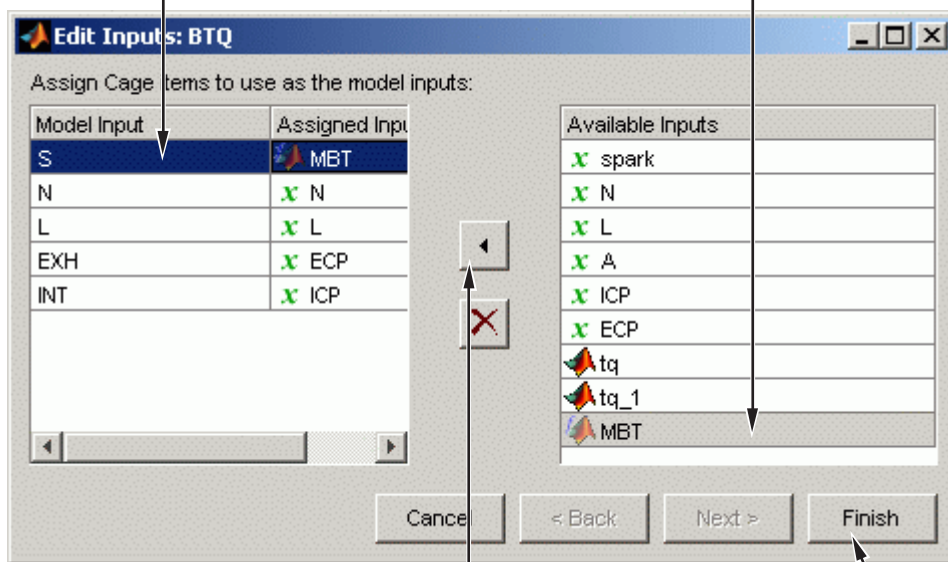 Edit Inputs: BTQ
Assign Cage items to use as the model inputs:
Model Input Assigned Inpu
S MBT
N N
L L
EXH ECP
INT ICP
Available Inputs
spark
N
L
A
ICP
ECP
tq
tq_1
MBT
Cancel < Back Next > Finish